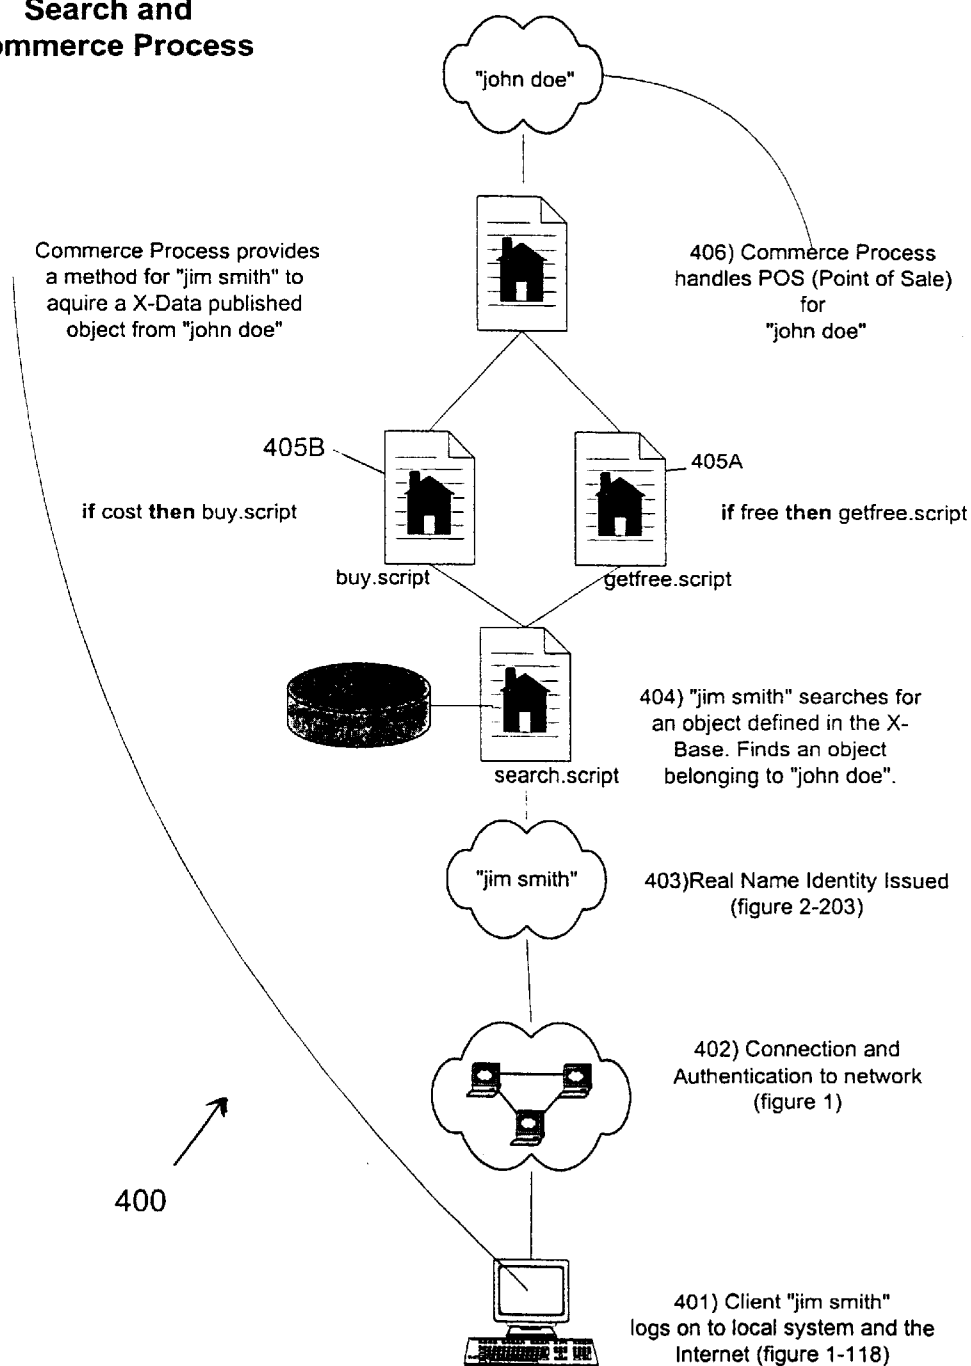 Search and
ommerce Process
"john doe"
Commerce Process provides
a method for "jim smith" to
aquire a X-Data published
object from "john doe"
406) Commerce Process
handles POS (Point of Sale)
for
"john doe"
405B
405A
if cost then buy.script
if free then getfree.script
buy.script
getfree.script
404) "jim smith" searches for
an object defined in the X-
Base. Finds an object
belonging to "john doe".
search.script
"jim smith"
403)Real Name Identity Issued
(figure 2-203)
402) Connection and
Authentication to network
(figure 1)
400
401) Client "jim smith"
logs on to local system and the
Internet (figure 1-118)